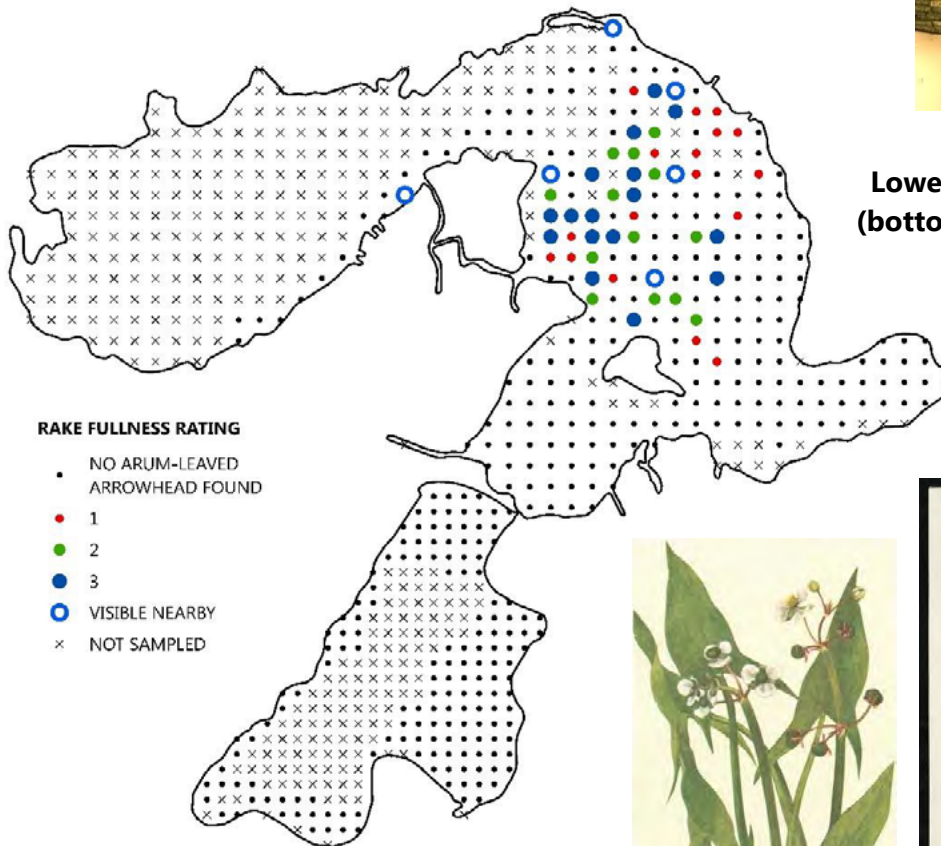 Lowe
(botto
RAKE FULLNESS RATING
NO ARUM-LEAVED
ARROWHEAD FOUND
1
2
3
VISIBLE NEARBY
NOT SAMPLED